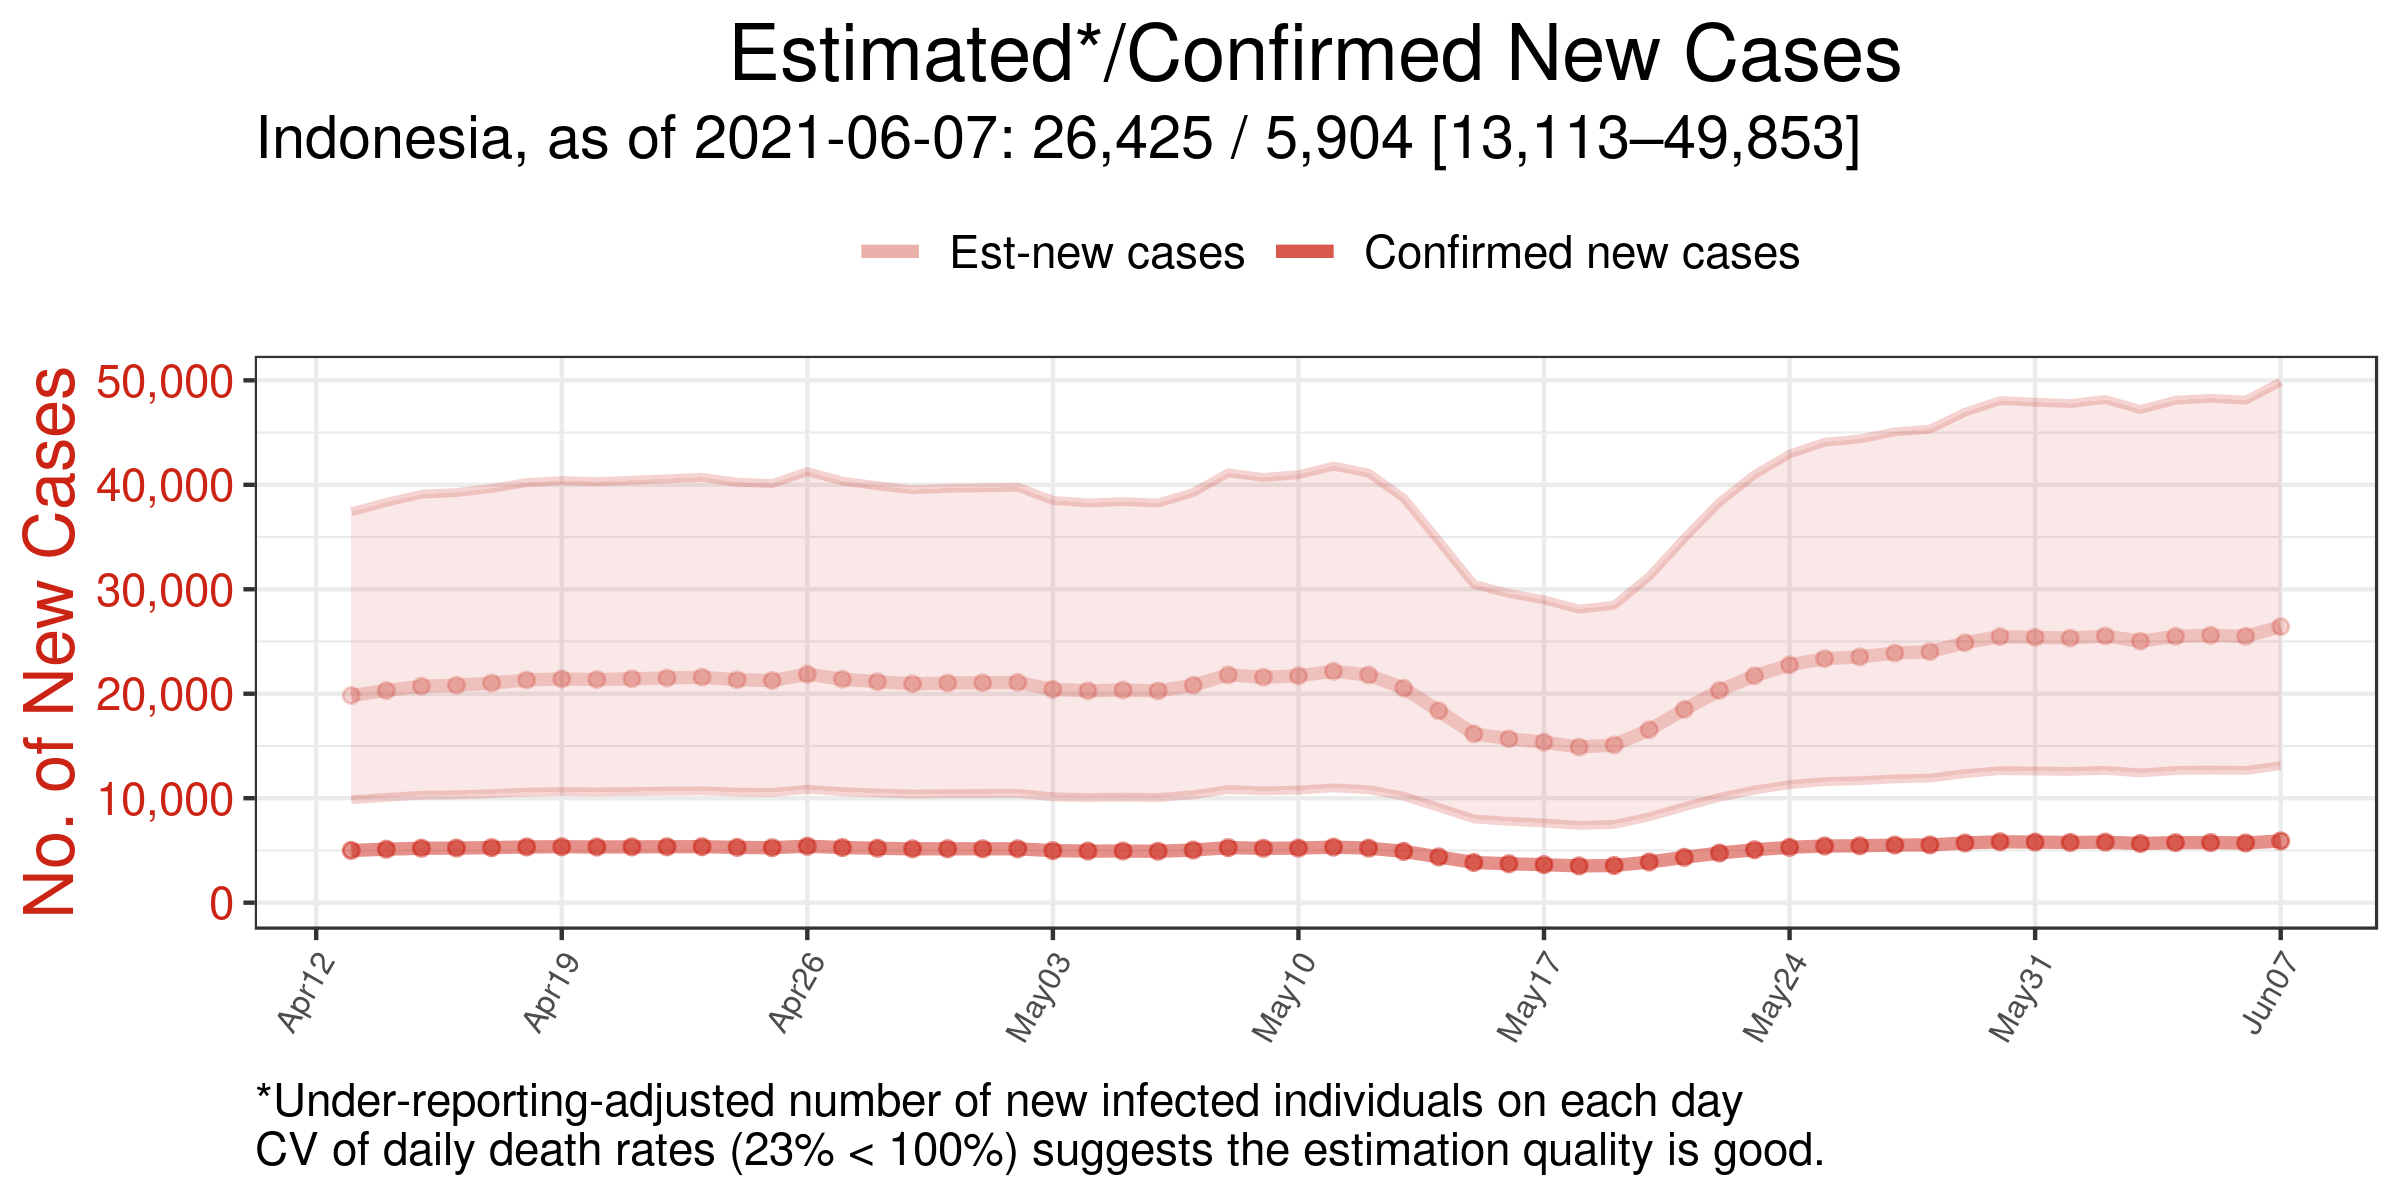 Estimated*/Confirmed New Cases
Indonesia, as of 2021-06-07: 26,425 / 5,904 [13,113–49,853]
Est-new cases
Confirmed new cases
No. of New Cases
50,000
40,000
30,000
20,000
10,000
0
Apr12
Apr19
Apr26
May03
May10
May17
May24
May31
Jun07
*Under-reporting-adjusted number of new infected individuals on each day
CV of daily death rates (23% < 100%) suggests the estimation quality is good.